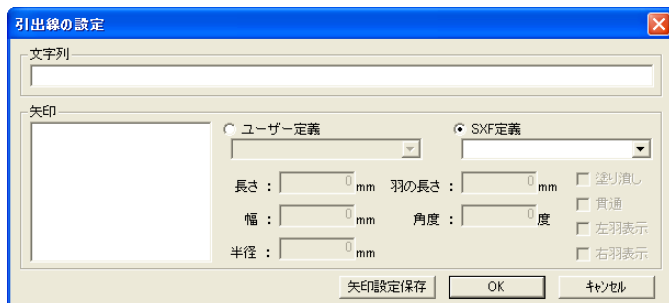 引出線の設定
文字列
矢印
ユーザー定義
SXF定義
長さ : 0 mm 羽の長さ : 0 mm 塗り潰し
幅 : 0 mm 角度 : 0 度 貫通
左羽表示
半径 : 0 mm 右羽表示
矢印設定保存 OK キャンセル